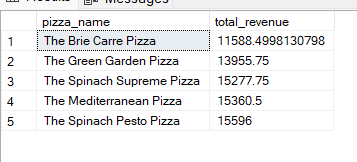 Messages
pizza_name total_revenue
1 The Brie Carre Pizza 11588.4998130798
2 The Green Garden Pizza 13955.75
3 The Spinach Supreme Pizza 15277.75
4 The Mediterranean Pizza 15360.5
5 The Spinach Pesto Pizza 15596